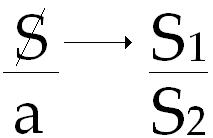 $ → S1
a S2